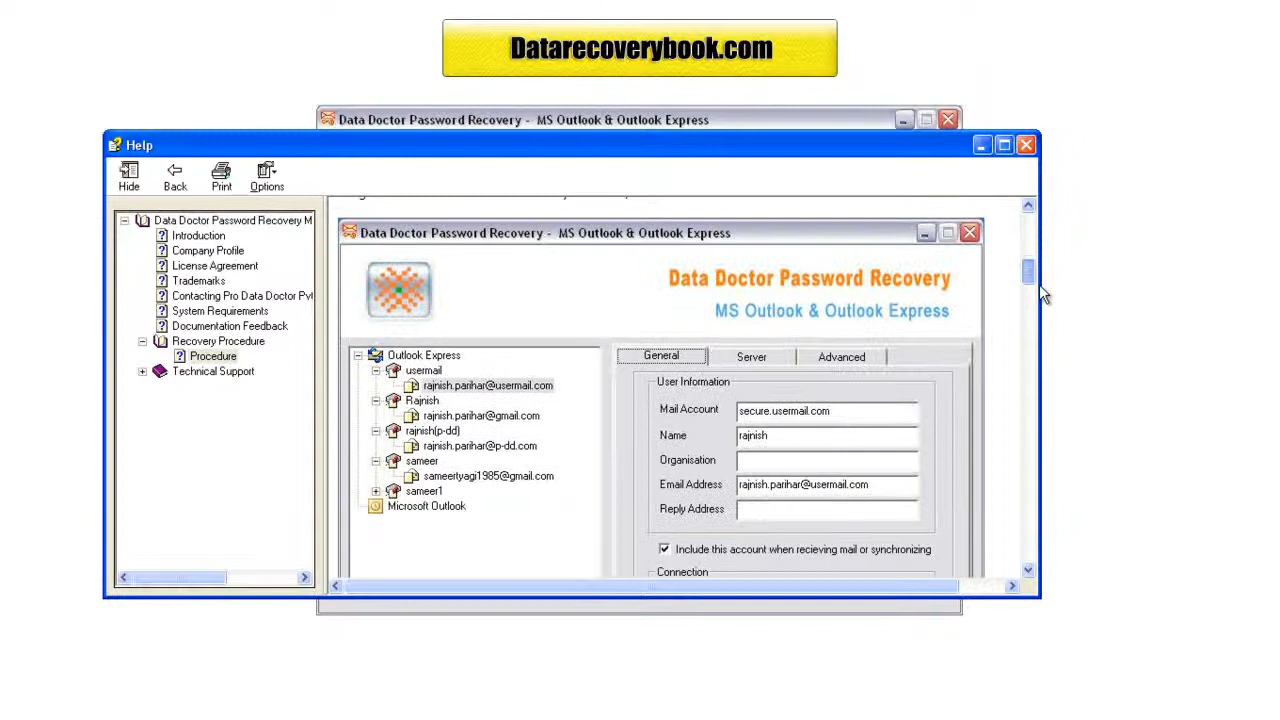 Datarecoverybook.com
Data Doctor Password Recovery - MS Outlook & Outlook Express
Help
Hide
Back
Print
Options
Data Doctor Password Recovery M
Introduction
Company Profile
License Agreement
Trademarks
Contacting Pro Data Doctor Pvt
System Requirements
Documentation Feedback
Recovery Procedure
Procedure
Technical Support
Data Doctor Password Recovery - MS Outlook & Outlook Express
Data Doctor Password Recovery
MS Outlook & Outlook Express
Outlook Express
usermail
rajnish.parihar@usermail.com
Rajnish
rajnish.parihar@gmail.com
rajnish(p-dd)
rajnish.parihar@p-dd.com
sameer
sameertyagi1985@gmail.com
sameer1
Microsoft Outlook
General
Server
Advanced
User Information
Mail Account
secure.usermail.com
Name
rajnish
Organisation
Email Address
rajnish.parihar@usermail.com
Reply Address
Include this account when recieving mail or synchronizing
Connection